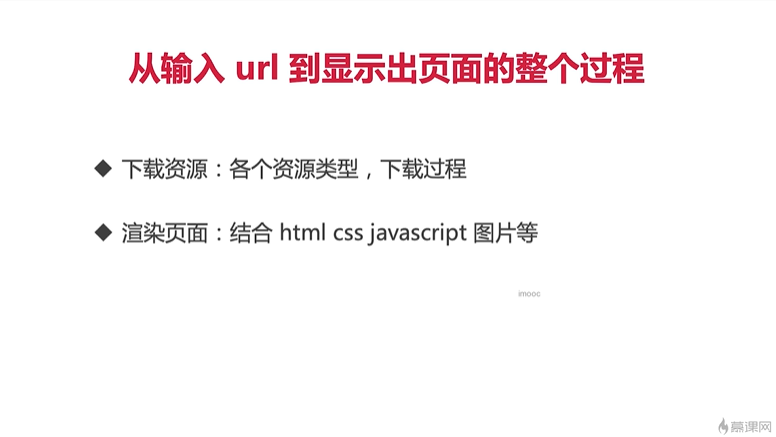 从输入 url 到显示出页面的整个过程
◆ 下载资源：各个资源类型，下载过程
◆ 渲染页面：结合 html css javascript 图片等
imooc
慕课网